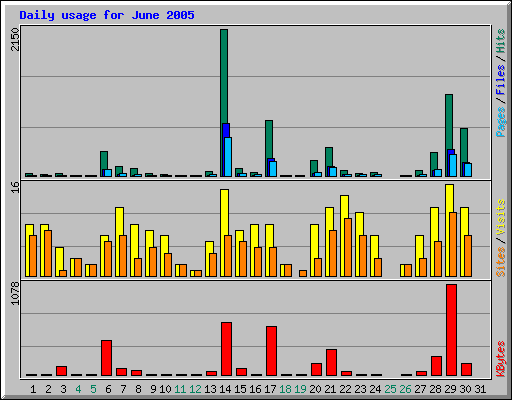 Daily usage for June 2005
2150
Pages / Files / Hits
16
Sites / Visits
1078
KBytes
1 2 3 4 5 6 7 8 9 10 11 12 13 14 15 16 17 18 19 20 21 22 23 24 25 26 27 28 29 30 31